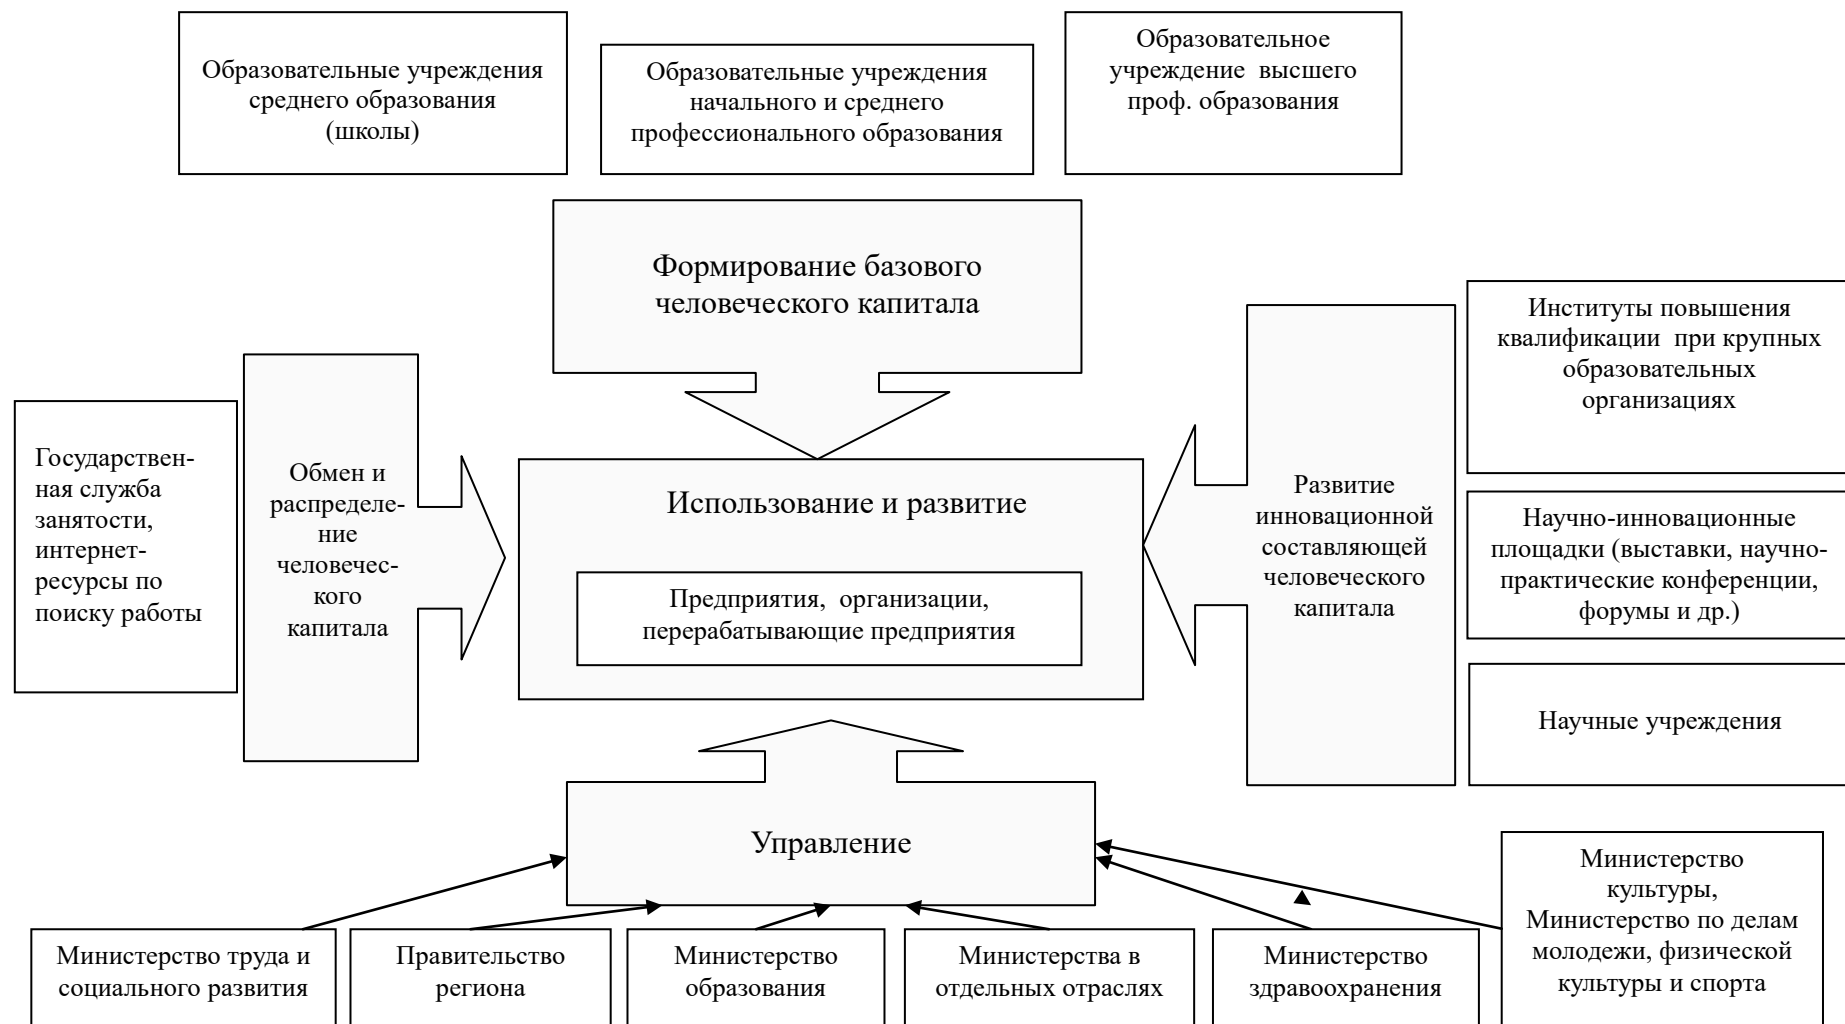 Образовательные учреждения
среднего образования
(школы)
Образовательные учреждения
начального и среднего
профессионального образования
Образовательное
учреждение высшего
проф. образования
Формирование базового
человеческого капитала
Государствен-
ная служба
занятости,
интернет-
ресурсы по
поиску работы
Обмен и
распределе-
ние
человечес-
кого
капитала
Использование и развитие
Предприятия, организации,
перерабатывающие предприятия
Развитие
инновационной
составляющей
человеческого
капитала
Институты повышения
квалификации при крупных
образовательных
организациях
Научно-инновационные
площадки (выставки, научно-
практические конференции,
форумы и др.)
Научные учреждения
Управление
Министерство труда и
социального развития
Правительство
региона
Министерство
образования
Министерства в
отдельных отраслях
Министерство
здравоохранения
Министерство
культуры,
Министерство по делам
молодежи, физической
культуры и спорта